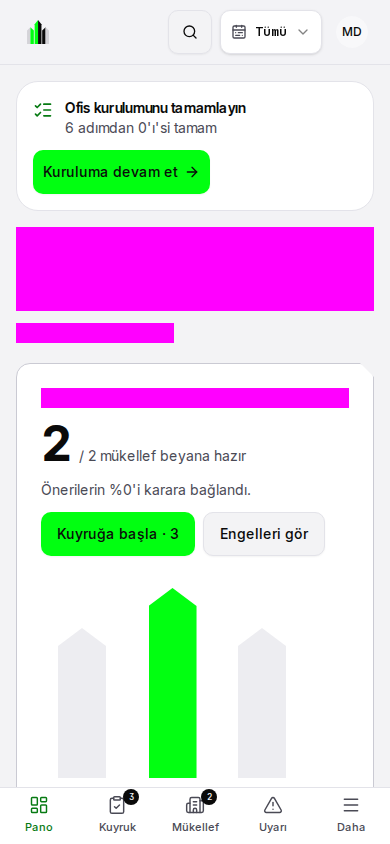 Tümü
MD
Ofis kurulumunu tamamlayın
6 adımdan 0'ı'si tamam
Kuruluma devam et →
2 / 2 mükellef beyana hazır
Önerilerin %0'i karara bağlandı.
Kuyruğa başla · 3
Engelleri gör
3
2
Pano
Kuyruk
Mükellef
Uyarı
Daha